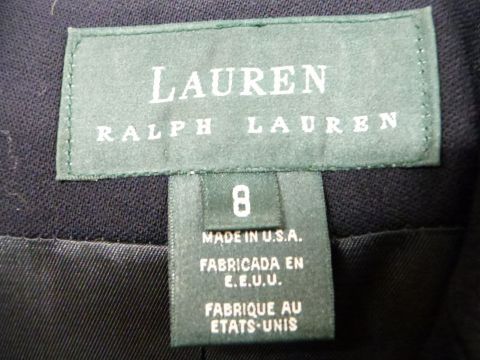 LAUREN
RALPH LAUREN
8
MADE IN U.S.A.
FABRICADA EN
E.E.U.U.
FABRIQUE AU
ETATS-UNIS